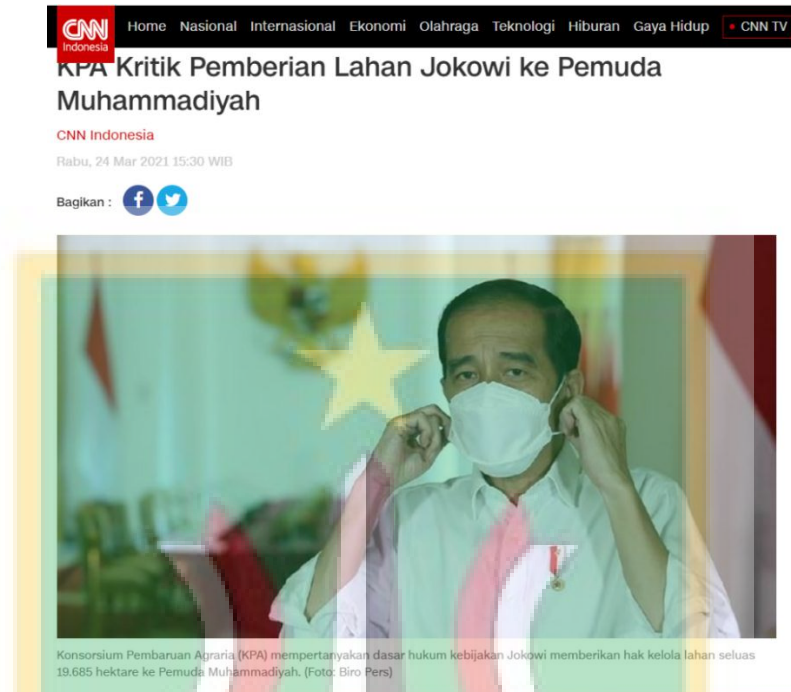 CNN
Indonesia
Home Nasional Internasional Ekonomi Olahraga Teknologi Hiburan Gaya Hidup CNN TV
KPA Kritik Pemberian Lahan Jokowi ke Pemuda
Muhammadiyah
CNN Indonesia
Rabu, 24 Mar 2021 15:30 WIB
Bagikan :
Konsorsium Pembaruan Agraria (KPA) mempertanyakan dasar hukum kebijakan Jokowi memberikan hak kelola lahan seluas
19.685 hektare ke Pemuda Muhammadiyah. (Foto: Biro Pers)